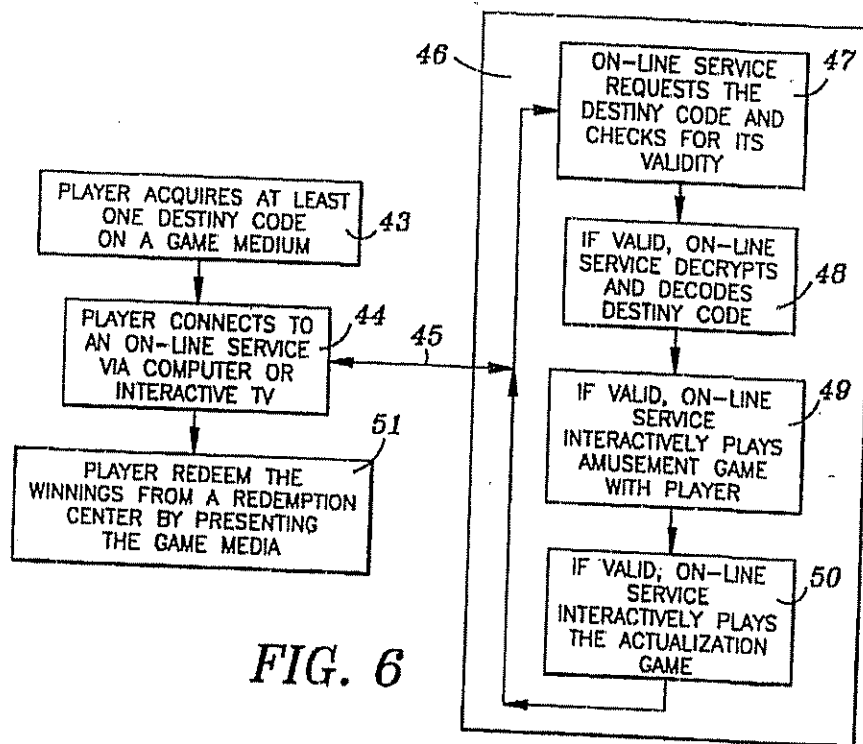 PLAYER ACQUIRES AT LEAST
ONE DESTINY CODE
ON A GAME MEDIUM
43
PLAYER CONNECTS TO
AN ON-LINE SERVICE
VIA COMPUTER OR
INTERACTIVE TV
44
45
PLAYER REDEEM THE
WINNINGS FROM A REDEMPTION
CENTER BY PRESENTING
THE GAME MEDIA
51
46
ON-LINE SERVICE
REQUESTS THE
DESTINY CODE AND
CHECKS FOR ITS
VALIDITY
47
IF VALID, ON-LINE
SERVICE DECRYPTS
AND DECODES
DESTINY CODE
48
IF VALID, ON-LINE
SERVICE
INTERACTIVELY PLAYS
AMUSEMENT GAME
WITH PLAYER
49
IF VALID, ON-LINE
SERVICE
INTERACTIVELY PLAYS
THE ACTUALIZATION
GAME
50
FIG. 6